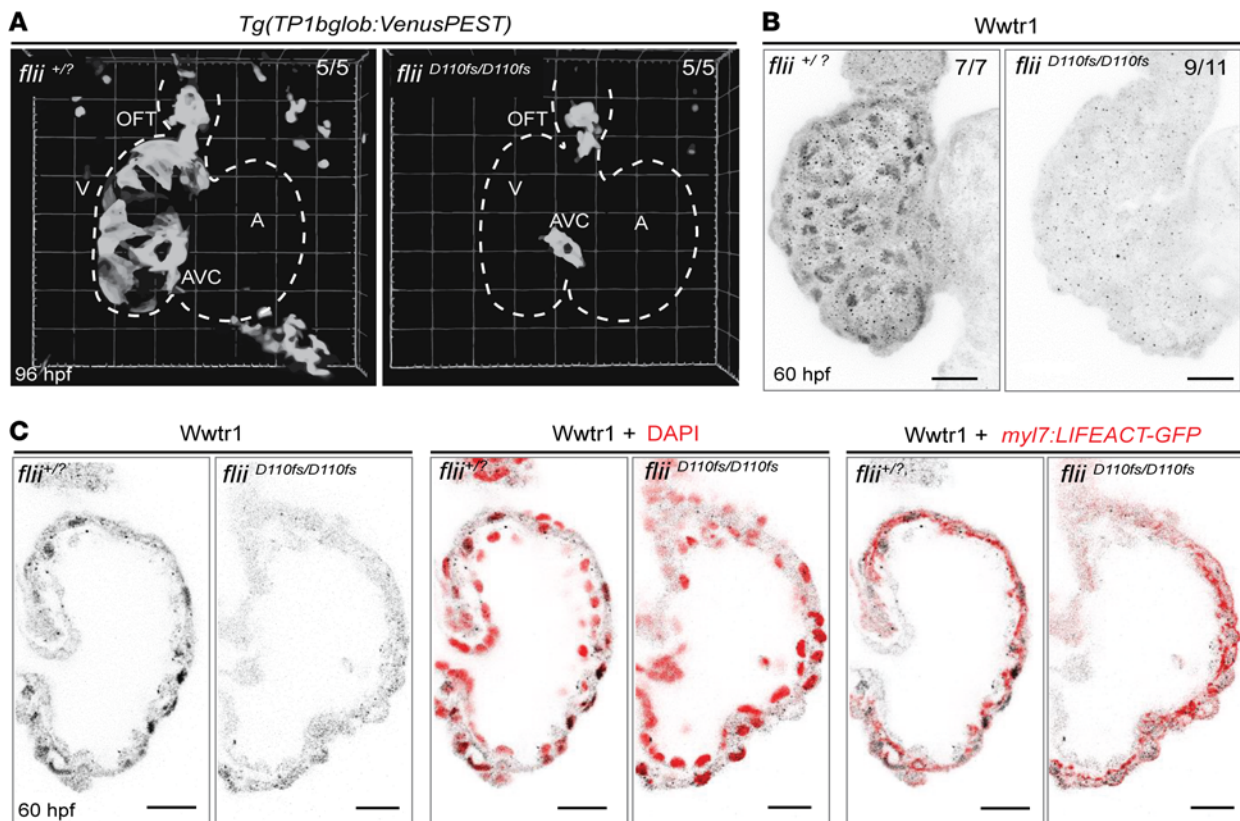 A
Tg(TP1bglob:VenusPEST)
flii +/?
5/5
OFT
V
A
AVC
96 hpf
flii D110fs/D110fs
5/5
OFT
V
A
AVC
B
Wwtr1
flii +/?
7/7
60 hpf
flii D110fs/D110fs
9/11
C
Wwtr1
flii+/?
60 hpf
flii D110fs/D110fs
Wwtr1 + DAPI
flii+/?
flii D110fs/D110fs
Wwtr1 + myl7:LIFEACT-GFP
flii+/?
flii D110fs/D110fs